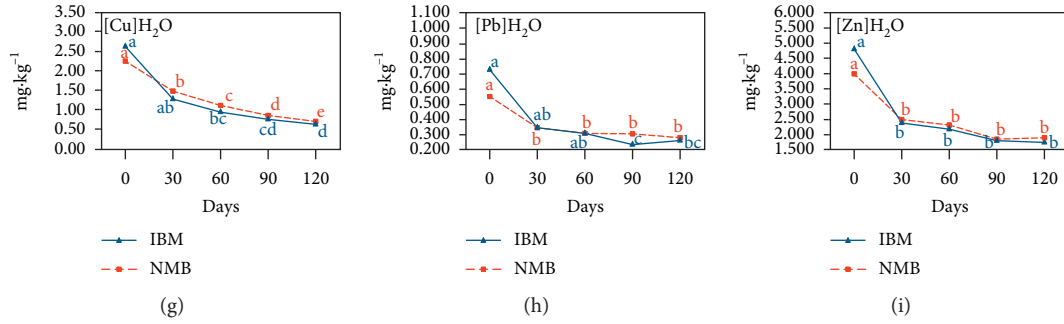 [Cu]H₂O
3.50
3.00
2.50
2.00
1.50
1.00
0.50
0.00
mg·kg⁻¹
a
a
b
ab
c
bc
d
cd
e
d
0 30 60 90 120
Days
IBM
NMB
(g)
[Pb]H₂O
1.100
1.000
0.900
0.800
0.700
0.600
0.500
0.400
0.300
0.200
mg·kg⁻¹
a
a
ab
b
b
ab
b
c
b
bc
0 30 60 90 120
Days
IBM
NMB
(h)
[Zn]H₂O
6.000
5.500
5.000
4.500
4.000
3.500
3.000
2.500
2.000
1.500
mg·kg⁻¹
a
a
b
b
b
b
b
b
b
b
0 30 60 90 120
Days
IBM
NMB
(i)